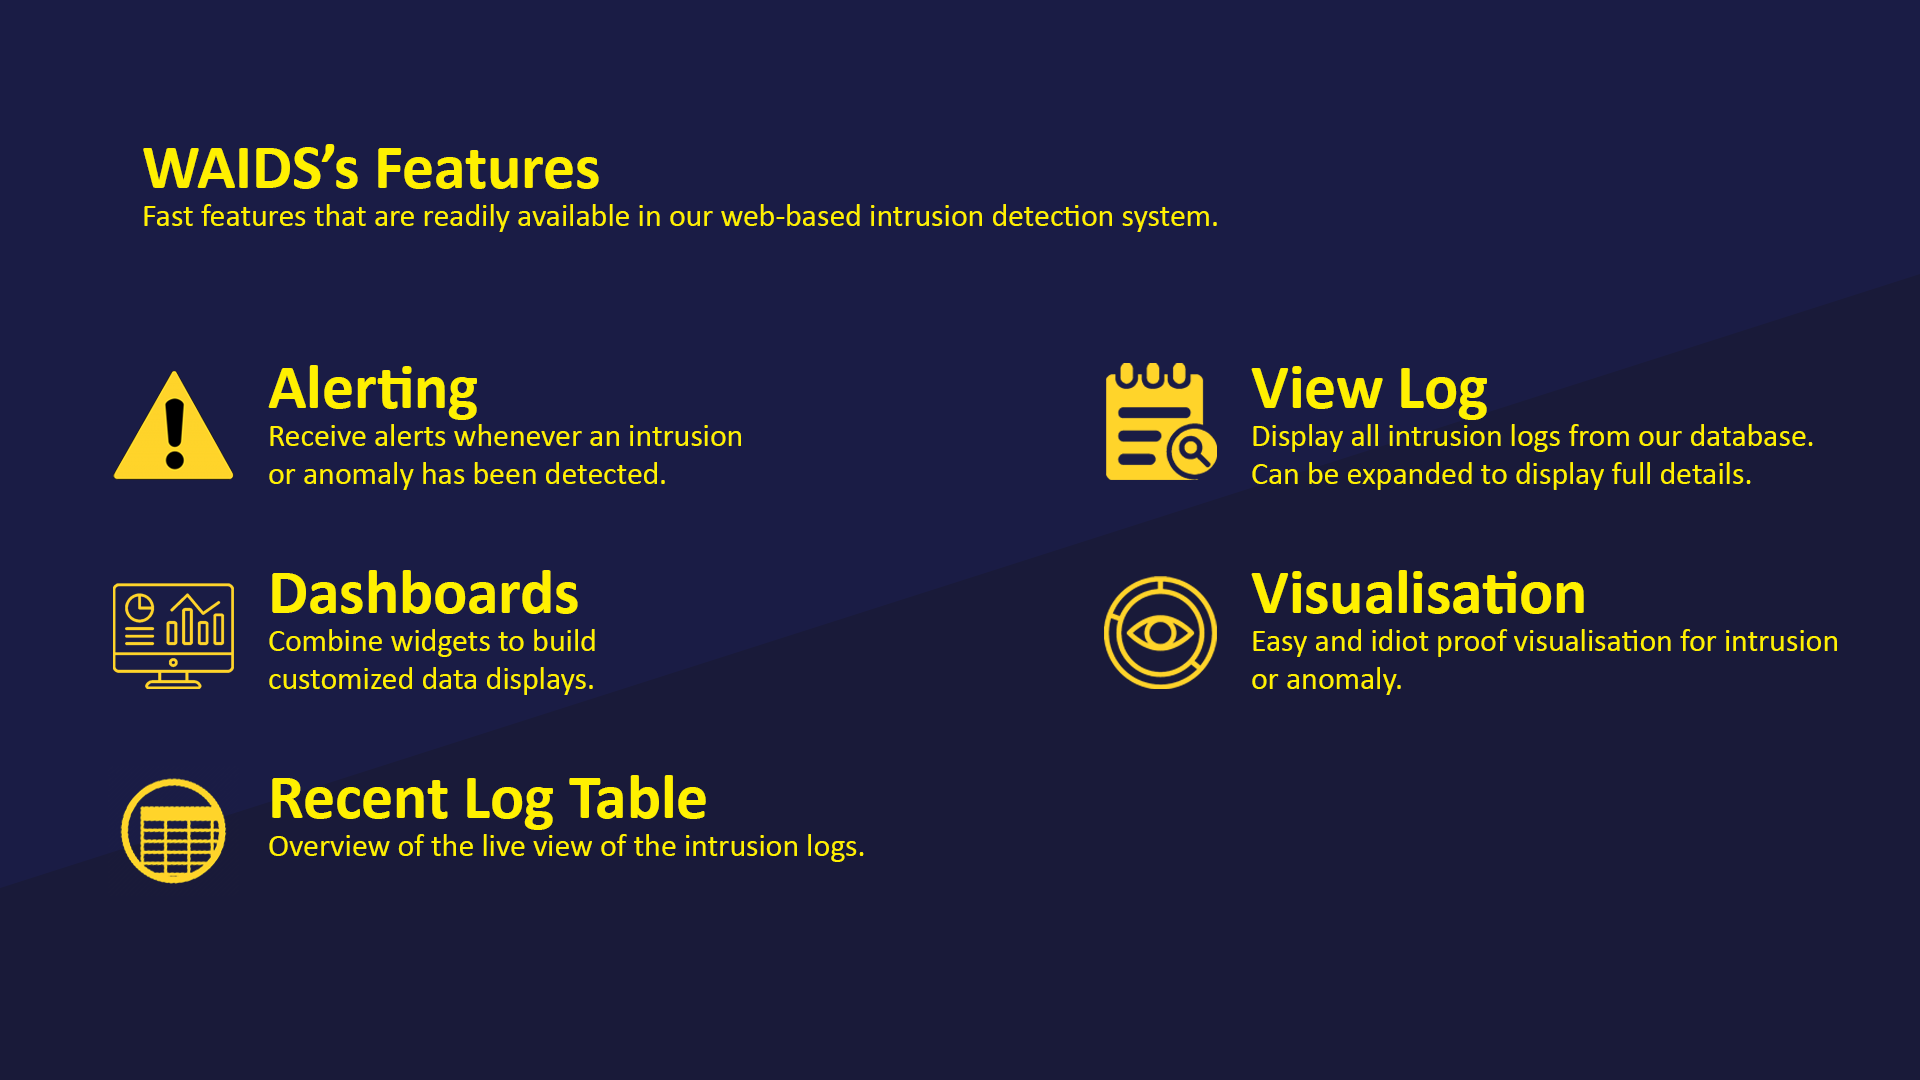 WAIDS’s Features
Fast features that are readily available in our web-based intrusion detection system.
Alerting
Receive alerts whenever an intrusion
or anomaly has been detected.
Dashboards
Combine widgets to build
customized data displays.
Recent Log Table
Overview of the live view of the intrusion logs.
View Log
Display all intrusion logs from our database.
Can be expanded to display full details.
Visualisation
Easy and idiot proof visualisation for intrusion
or anomaly.